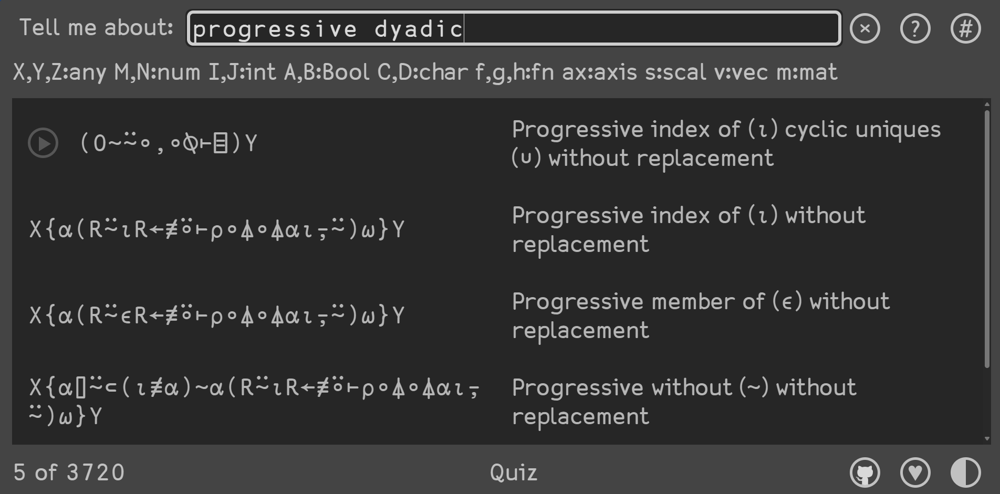 Tell me about: progressive dyadic × ? #
X,Y,Z:any M,N:num I,J:int A,B:Bool C,D:char f,g,h:fn ax:axis s:scal v:vec m:mat
(0~⍨∘,∘⍉⊢⌸)Y
Progressive index of (⍳) cyclic uniques
(∪) without replacement
X{⍺(R⍨⍳R←≢⍤⊢⍴∘⍋∘⍋⍺⍳⍪⍨)⍵}Y
Progressive index of (⍳) without
replacement
X{⍺(R⍨∊R←≢⍤⊢⍴∘⍋∘⍋⍺⍳⍪⍨)⍵}Y
Progressive member of (∊) without
replacement
X{⍺⌷⍨⊂(⍳≢⍺)~⍺(R⍨⍳R←≢⍤⊢⍴∘⍋∘⍋⍺⍳⍪
⍨)⍵}Y
Progressive without (~) without
replacement
5 of 3720 Quiz